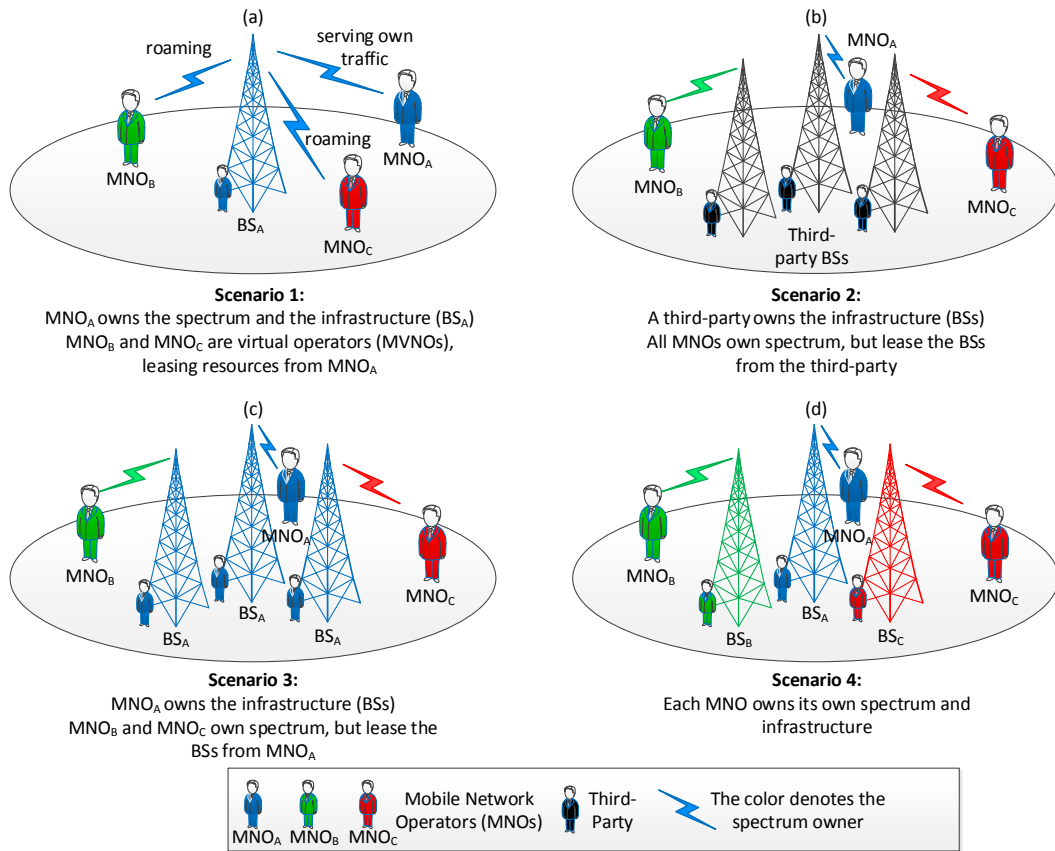 (a)
roaming
serving own
traffic
roaming
MNOB
MNOA
BSA
MNOC
Scenario 1:
MNOA owns the spectrum and the infrastructure (BSA)
MNOB and MNOC are virtual operators (MVNOs),
leasing resources from MNOA
(b)
MNOA
MNOB
MNOC
Third-
party BSs
Scenario 2:
A third-party owns the infrastructure (BSs)
All MNOs own spectrum, but lease the BSs
from the third-party
(c)
MNOA
MNOB
MNOC
BSA
BSA
BSA
Scenario 3:
MNOA owns the infrastructure (BSs)
MNOB and MNOC own spectrum, but lease the
BSs from MNOA
(d)
MNOA
MNOB
MNOC
BSB
BSA
BSC
Scenario 4:
Each MNO owns its own spectrum and
infrastructure
MNOA
MNOB
MNOC
Mobile Network
Operators (MNOs)
Third-
Party
The color denotes the
spectrum owner